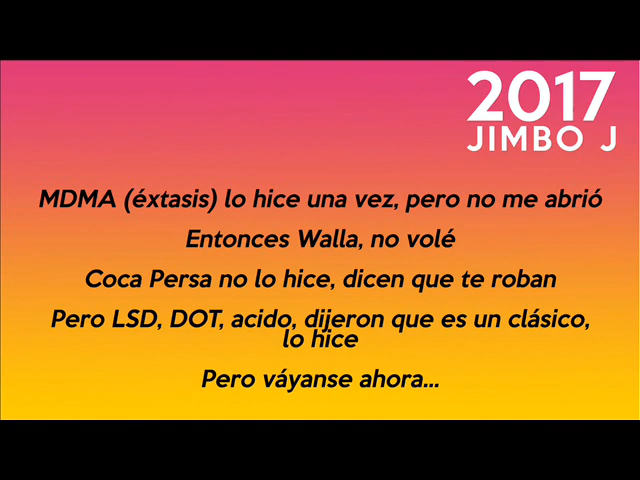 2017
JIMBO J
MDMA (éxtasis) lo hice una vez, pero no me abrió
Entonces Walla, no volé
Coca Persa no lo hice, dicen que te roban
Pero LSD, DOT, acido, dijeron que es un clásico,
lo hice
Pero váyanse ahora...